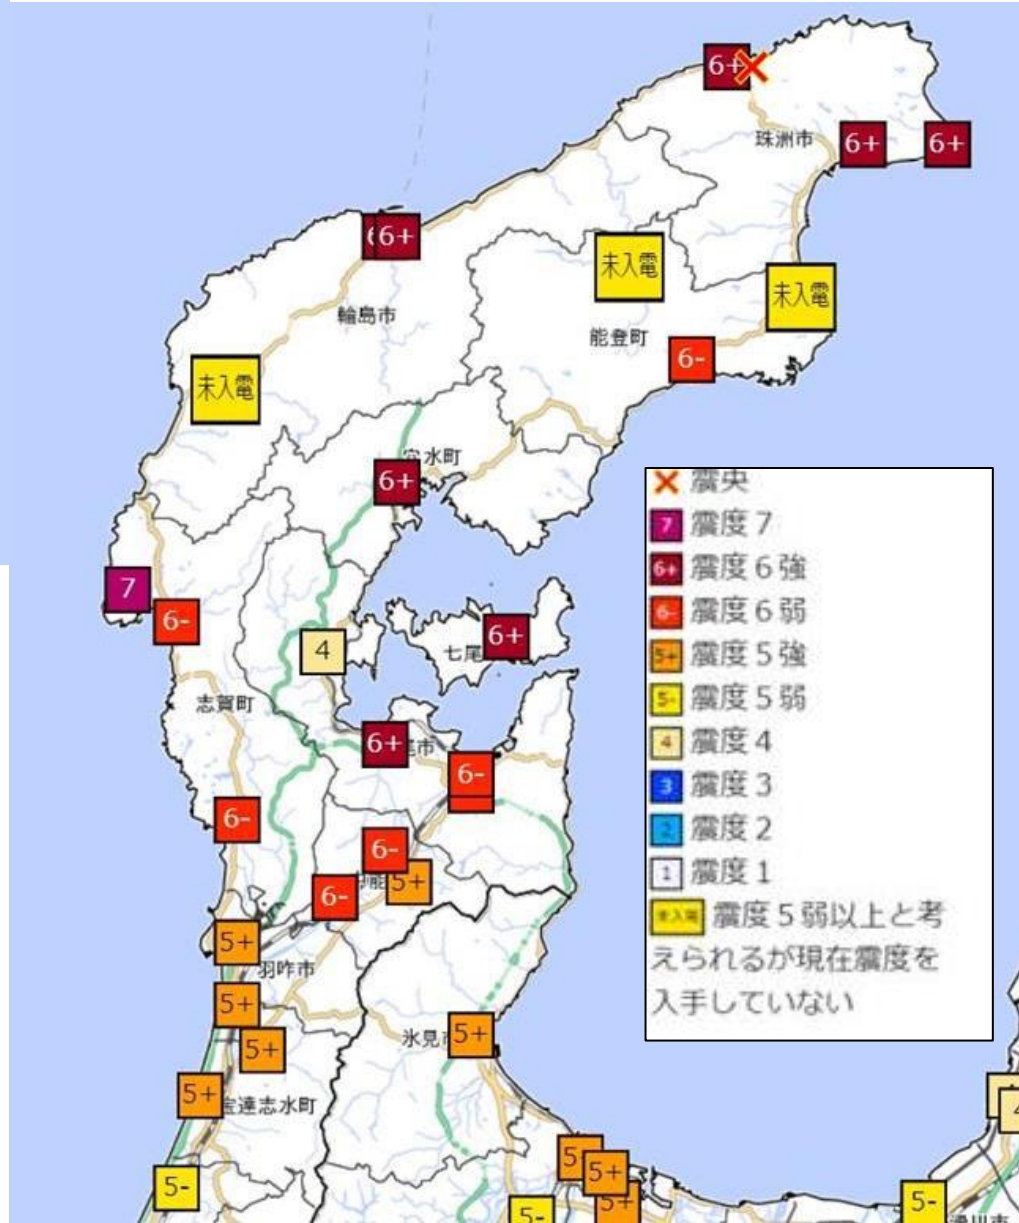 6+
珠洲市
6+
6+
6+
未入電
未入電
輪島市
能登町
6-
未入電
水町
6+
7
6-
4
七尾
6+
志賀町
6+
尾市
6-
6-
6-
5+
6-
5+
羽咋市
5+
5+
氷見
5+
5+
宝達志水町
5-
5
5+
5+
5-
5-
4
震央
7 震度7
6+ 震度6強
6- 震度6弱
5+ 震度5強
5- 震度5弱
4 震度4
3 震度3
2 震度2
1 震度1
未入電 震度5弱以上と考
えられるが現在震度を
入手していない